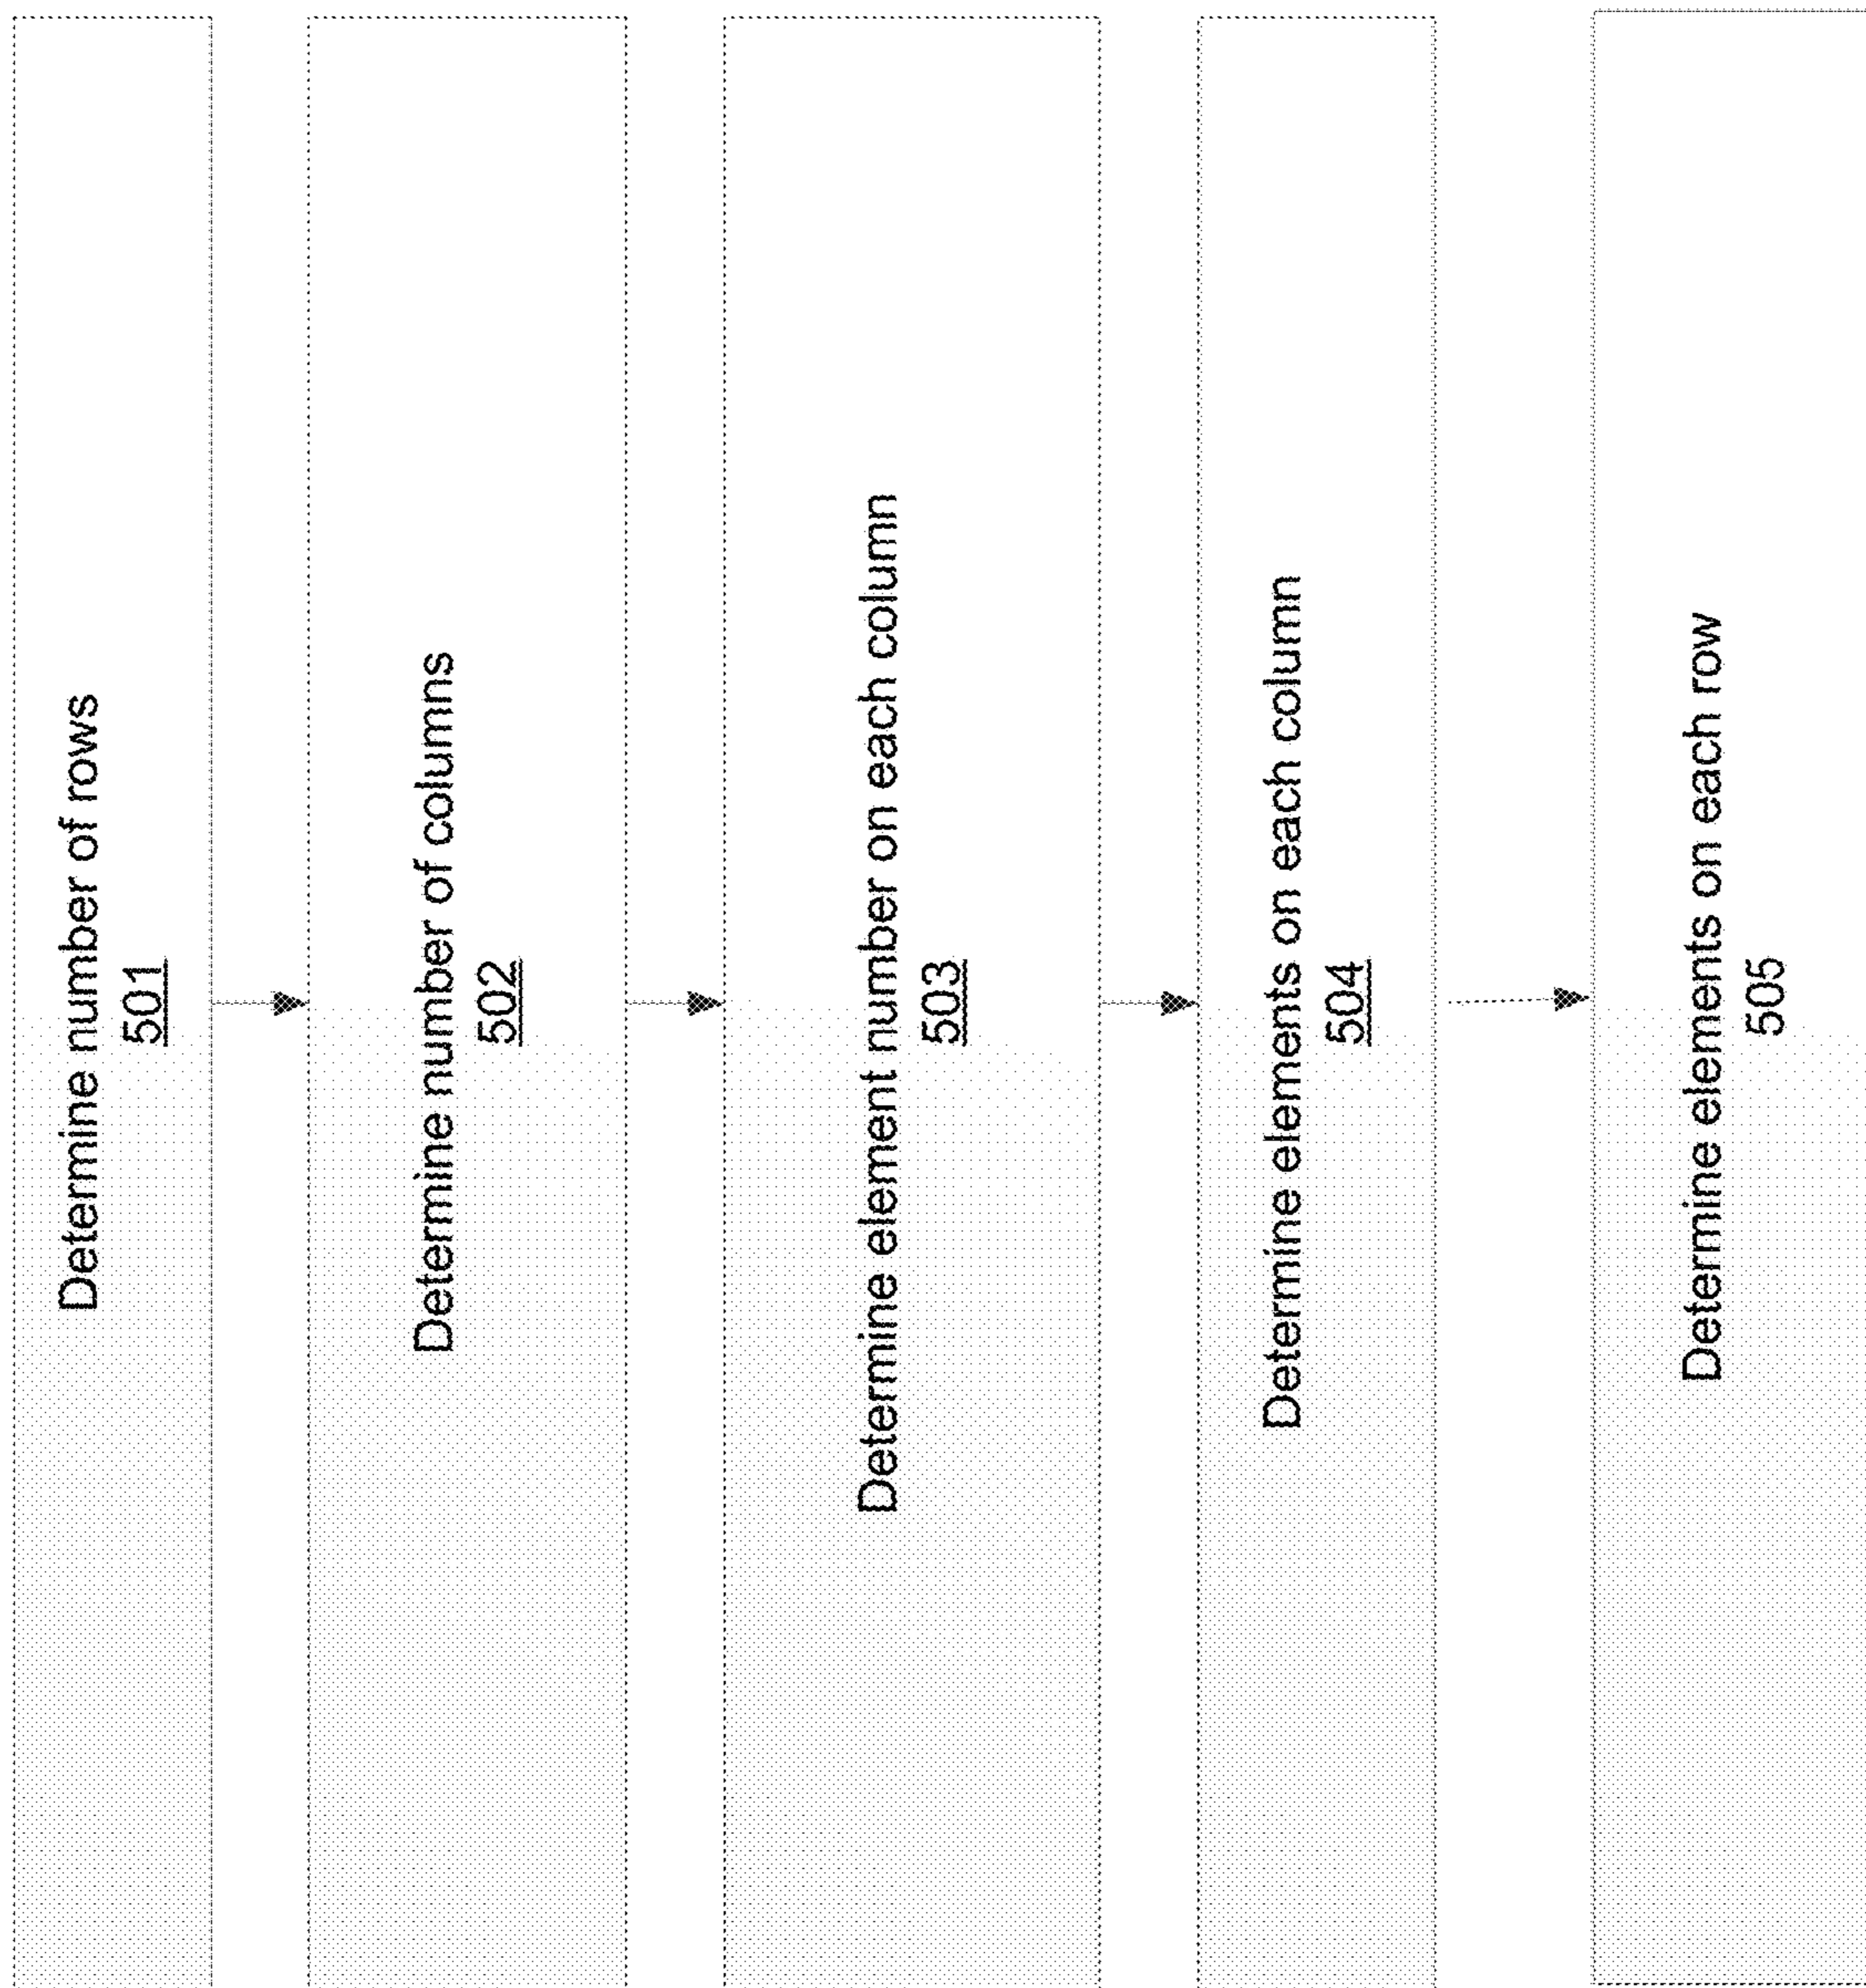 Determine number of rows
501
Determine number of columns
502
Determine element number on each column
503
Determine elements on each column
504
Determine elements on each row
505